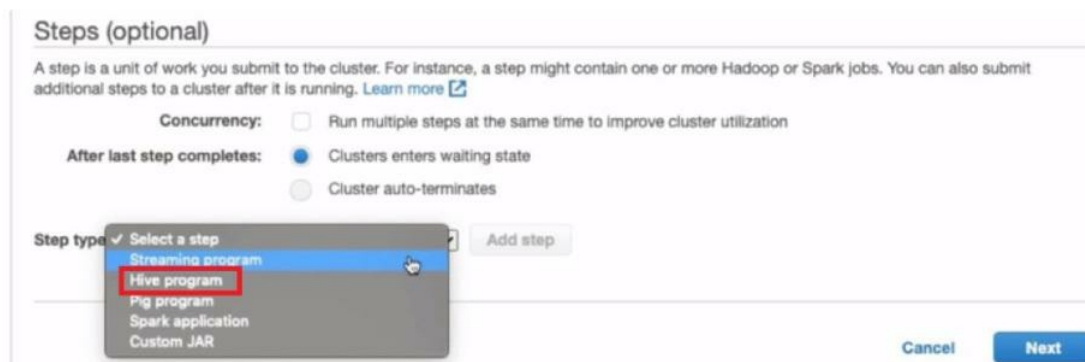 Steps (optional)
A step is a unit of work you submit to the cluster. For instance, a step might contain one or more Hadoop or Spark jobs. You can also submit
additional steps to a cluster after it is running. Learn more
Concurrency: Run multiple steps at the same time to improve cluster utilization
After last step completes: Clusters enters waiting state
Cluster auto-terminates
Step type ✓ Select a step Add step
Streaming program
Hive program
Pig program
Spark application
Custom JAR
Cancel Next